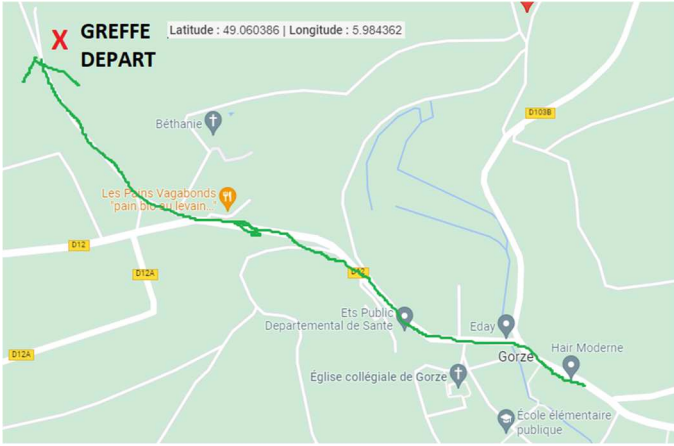 X GREFFE
DEPART
Latitude : 49.060386 | Longitude : 5.984362
D103B
Béthanie
Les Pains Vagabonds
"pain bio au levain..."
D12
D12A
D12
Ets Public
Departemental de Sante
Eday
D12A
Gorze
Hair Moderne
Église collégiale de Gorze
École élémentaire
publique